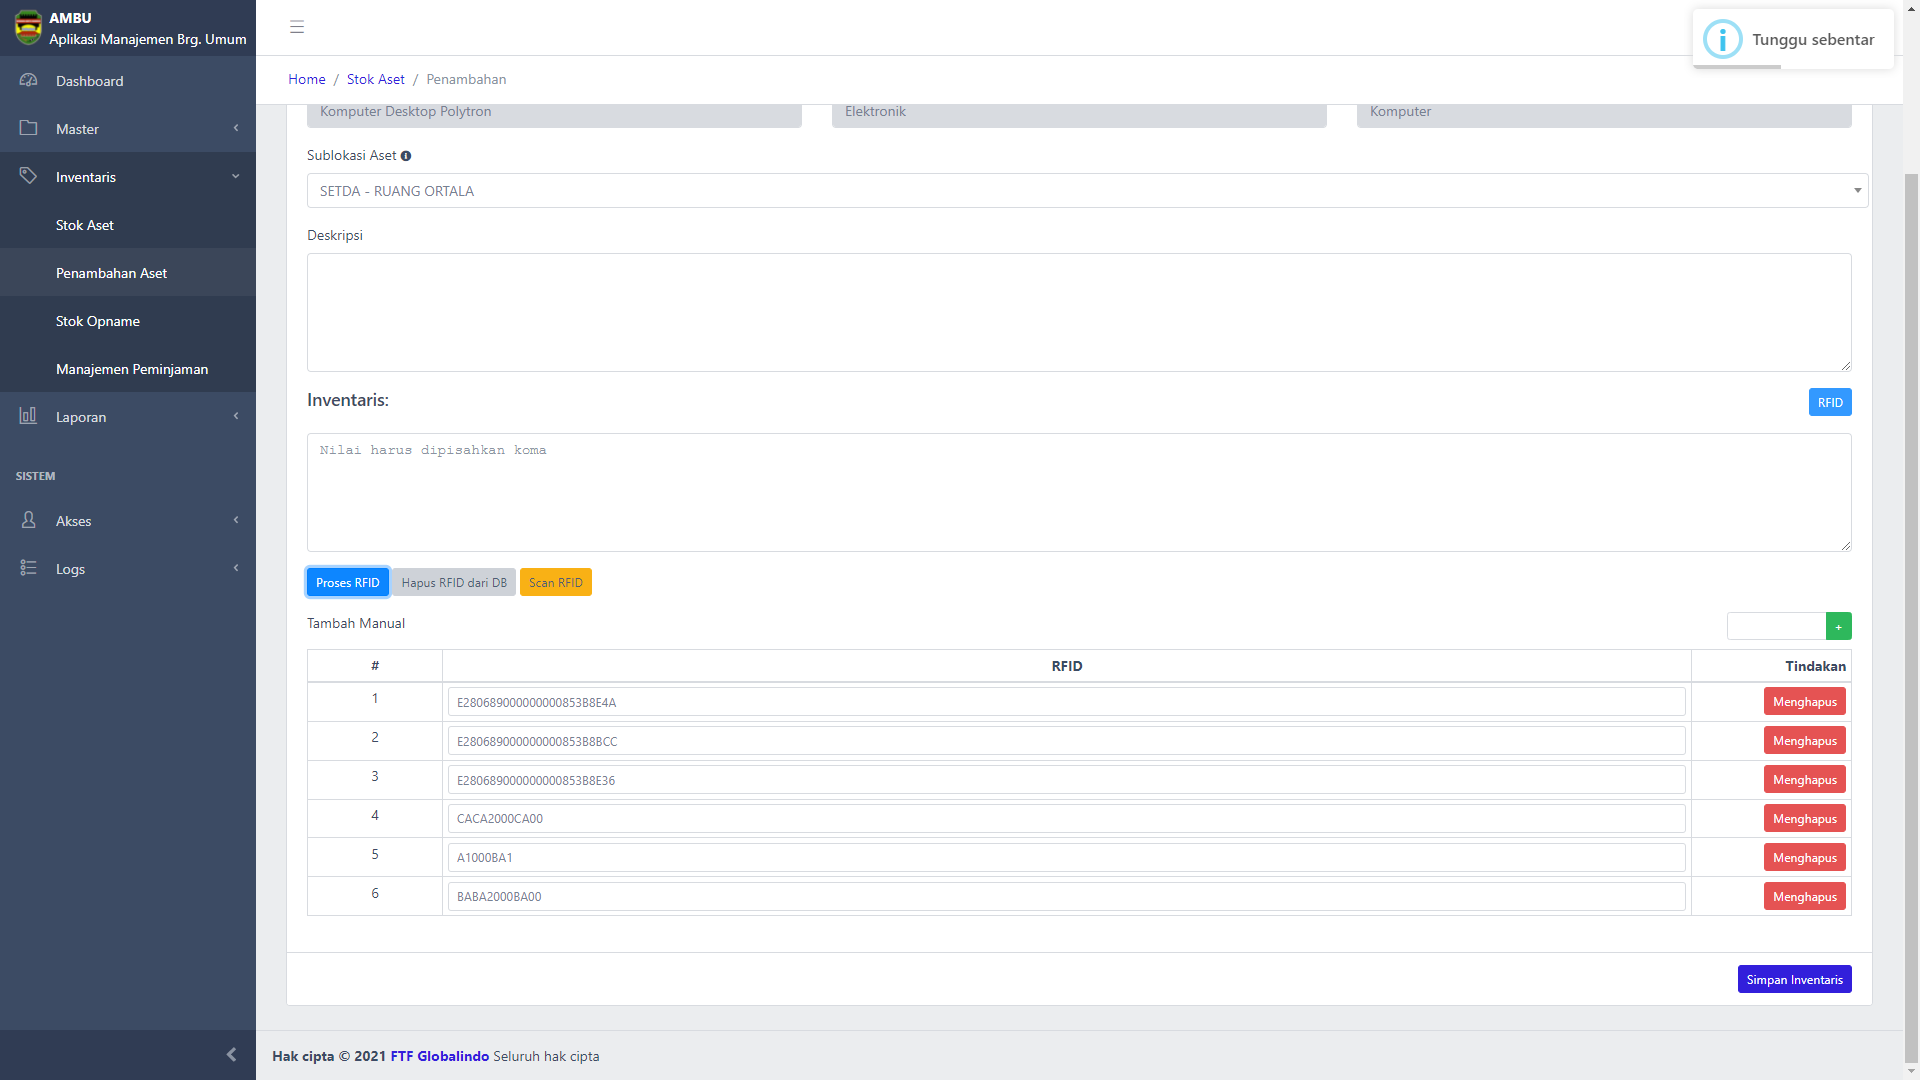 AMBU
Aplikasi Manajemen Brg. Umum
Dashboard
Master
Inventaris
Stok Aset
Penambahan Aset
Stok Opname
Manajemen Peminjaman
Laporan
SISTEM
Akses
Logs
Tunggu sebentar
Home / Stok Aset / Penambahan
Komputer Desktop Polytron
Elektronik
Komputer
Sublokasi Aset
SETDA - RUANG ORTALA
Deskripsi
Inventaris:
RFID
Nilai harus dipisahkan koma
Proses RFID
Hapus RFID dari DB
Scan RFID
Tambah Manual
+
# RFID Tindakan
1 E280689000000000853B8E4A Menghapus
2 E280689000000000853B8BCC Menghapus
3 E280689000000000853B8E36 Menghapus
4 CACA2000CA00 Menghapus
5 A1000BA1 Menghapus
6 BABA2000BA00 Menghapus
Simpan Inventaris
Hak cipta © 2021 FTF Globalindo Seluruh hak cipta